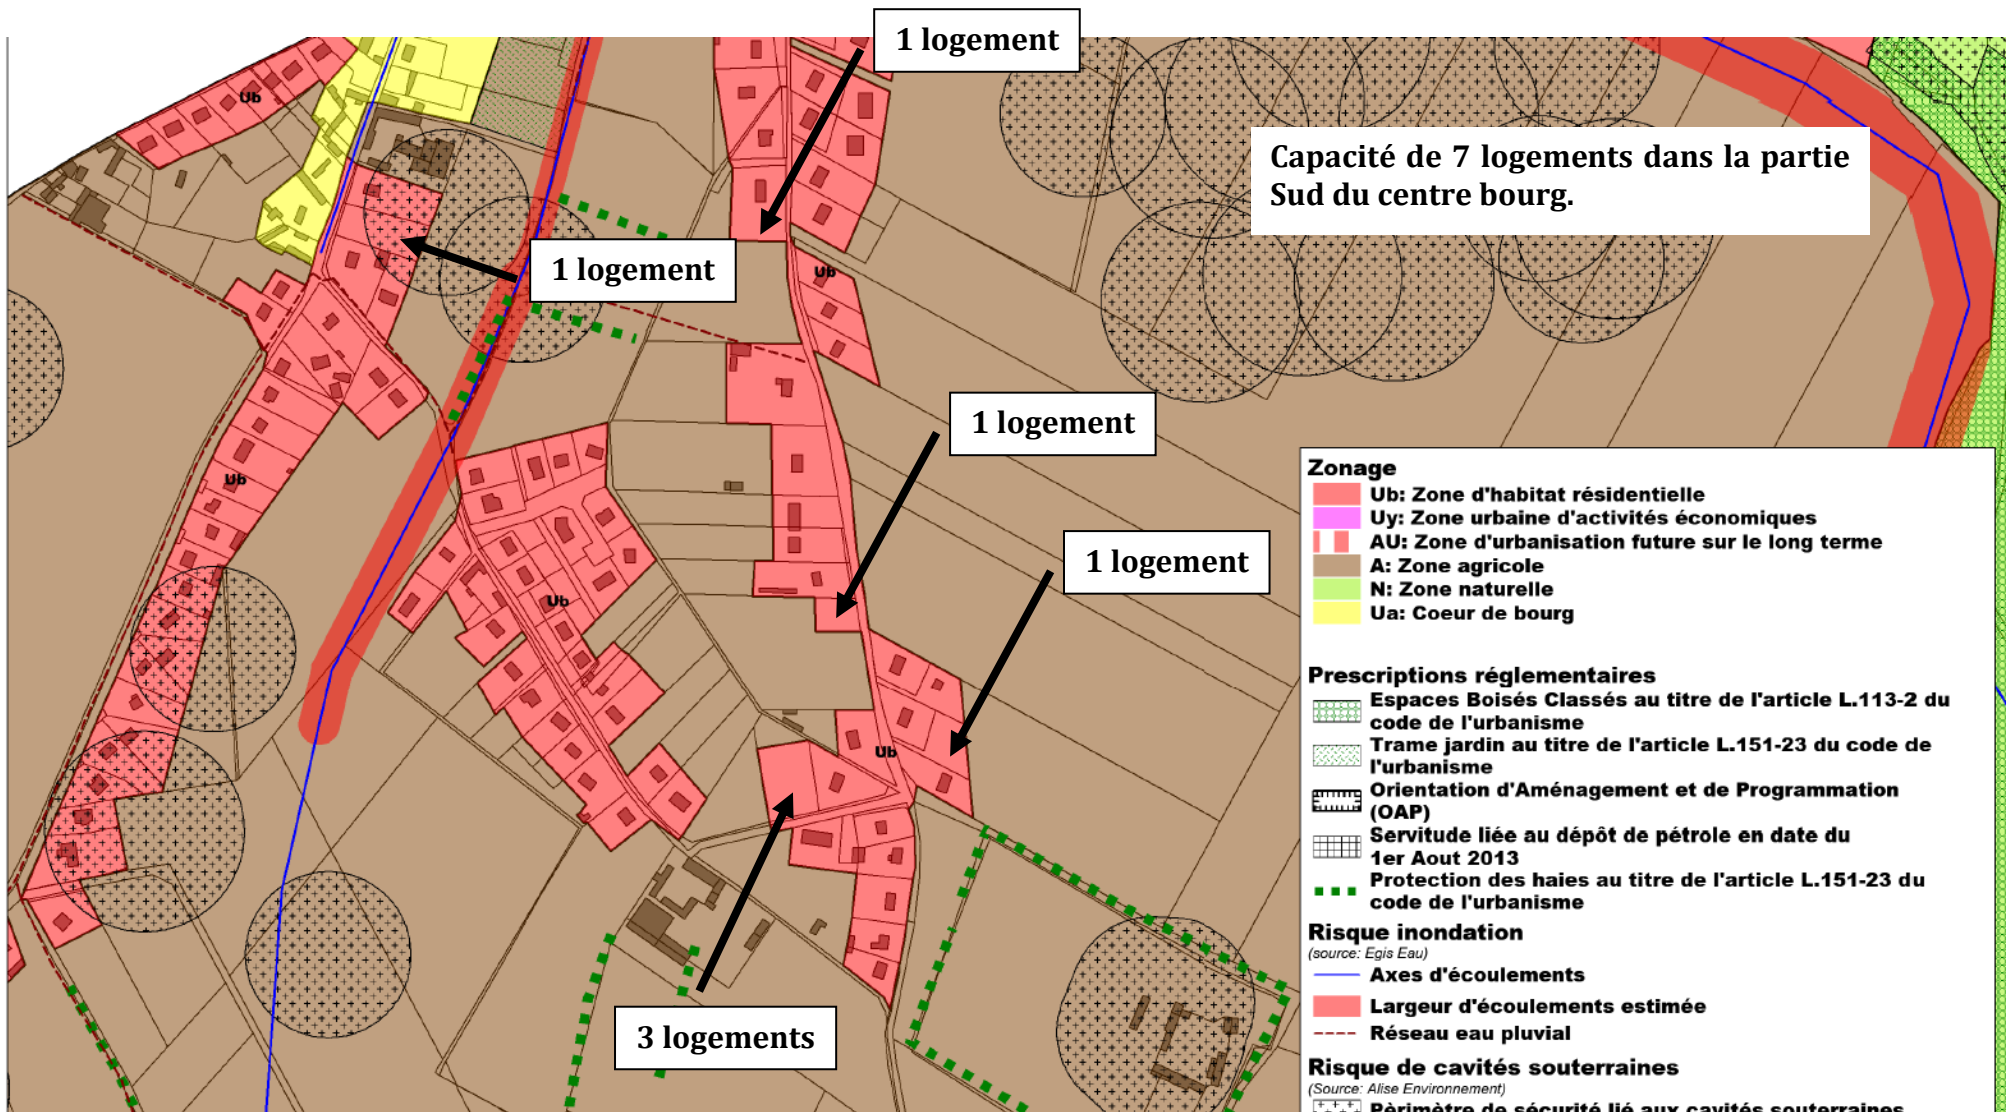 1 logement
Ub
Capacité de 7 logements dans la partie
Sud du centre bourg.
1 logement
Ub
1 logement
Ub
1 logement
Ub
Ub
3 logements
Zonage
Ub: Zone d'habitat résidentielle
Uy: Zone urbaine d'activités économiques
AU: Zone d'urbanisation future sur le long terme
A: Zone agricole
N: Zone naturelle
Ua: Coeur de bourg
Prescriptions réglementaires
Espaces Boisés Classés au titre de l'article L.113-2 du
code de l'urbanisme
Trame jardin au titre de l'article L.151-23 du code de
l'urbanisme
Orientation d'Aménagement et de Programmation
(OAP)
Servitude liée au dépôt de pétrole en date du
1er Aout 2013
Protection des haies au titre de l'article L.151-23 du
code de l'urbanisme
Risque inondation
(source: Egis Eau)
Axes d'écoulements
Largeur d'écoulements estimée
Réseau eau pluvial
Risque de cavités souterraines
(Source: Alise Environnement)
Pèrimètre de sécurité lié aux cavités souterraines